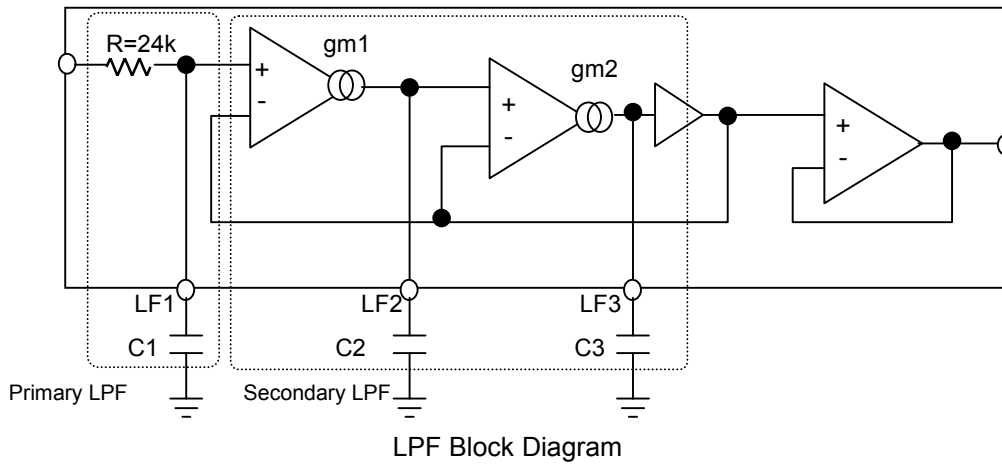 R=24k
gm1
gm2
+
-
+
-
+
-
LF1
LF2
LF3
C1
C2
C3
Primary LPF
Secondary LPF
LPF Block Diagram